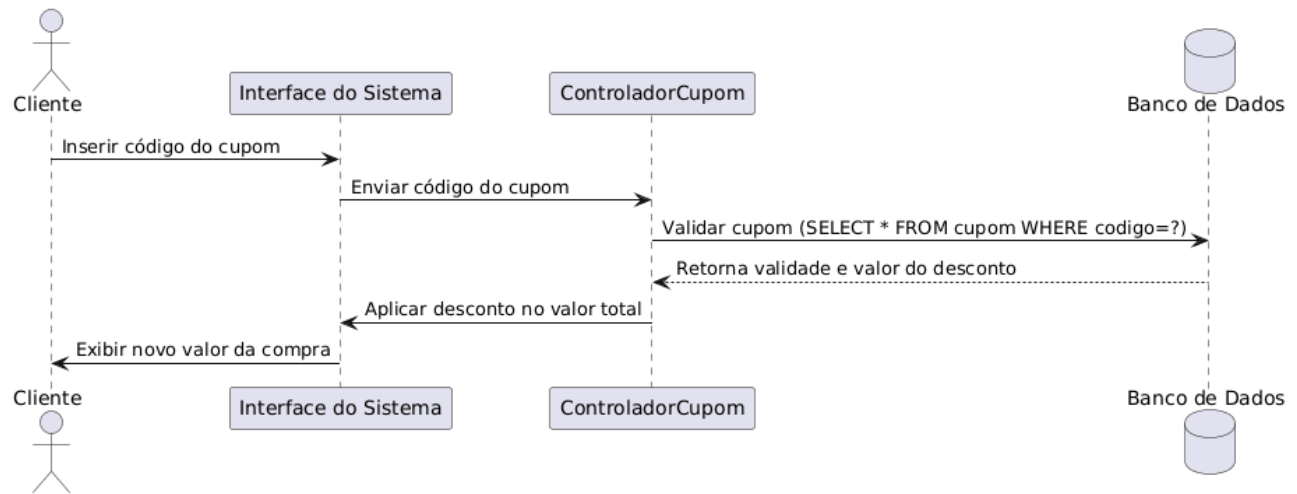 Cliente
Interface do Sistema
ControladorCupom
Banco de Dados
Inserir código do cupom
Enviar código do cupom
Validar cupom (SELECT * FROM cupom WHERE codigo=?)
Retorna validade e valor do desconto
Aplicar desconto no valor total
Exibir novo valor da compra
Cliente
Interface do Sistema
ControladorCupom
Banco de Dados